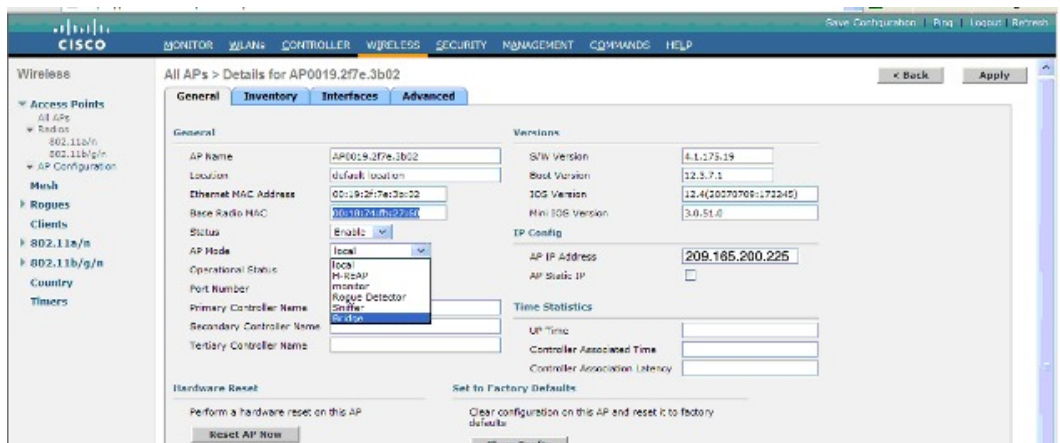 Save Configuration | Ping | Logout | Refresh
CISCO
MONITOR WLANs CONTROLLER WIRELESS SECURITY MANAGEMENT COMMANDS HELP
Wireless
All APs > Details for AP0019.2f7e.3b02
< Back
Apply
Access Points
All APs
Radios
802.11a/n
802.11b/g/n
AP Configuration
Mesh
Rogues
Clients
802.11a/n
802.11b/g/n
Country
Timers
General Inventory Interfaces Advanced
General
AP Name AP0019.2f7e.3b02
Location default location
Ethernet MAC Address
Base Radio MAC
Status Enable
AP Mode local
local
H-REAP
monitor
Rogue Detector
Sniffer
Bridge
Operational Status
Port Number
Primary Controller Name
Secondary Controller Name
Tertiary Controller Name
Versions
S/W Version 4.1.175.19
Boot Version 12.3.7.1
IOS Version 12.4(20070709:172245)
Mini IOS Version 3.0.51.0
IP Config
AP IP Address 209.165.200.225
AP Static IP
Time Statistics
UP Time
Controller Associated Time
Controller Association Latency
Hardware Reset
Perform a hardware reset on this AP
Reset AP Now
Set to Factory Defaults
Clear configuration on this AP and reset it to factory
defaults